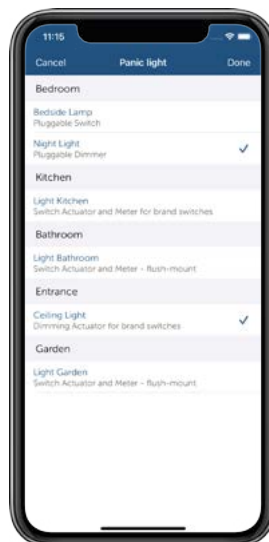 11:15
Cancel Panic light Done
Bedroom
Bedside Lamp
Pluggable Switch
Night Light
Pluggable Dimmer
Kitchen
Light Kitchen
Switch Actuator and Meter for brand switches
Bathroom
Light Bathroom
Switch Actuator and Meter - flush-mount
Entrance
Ceiling Light
Dimming Actuator for brand switches
Garden
Light Garden
Switch Actuator and Meter - flush-mount